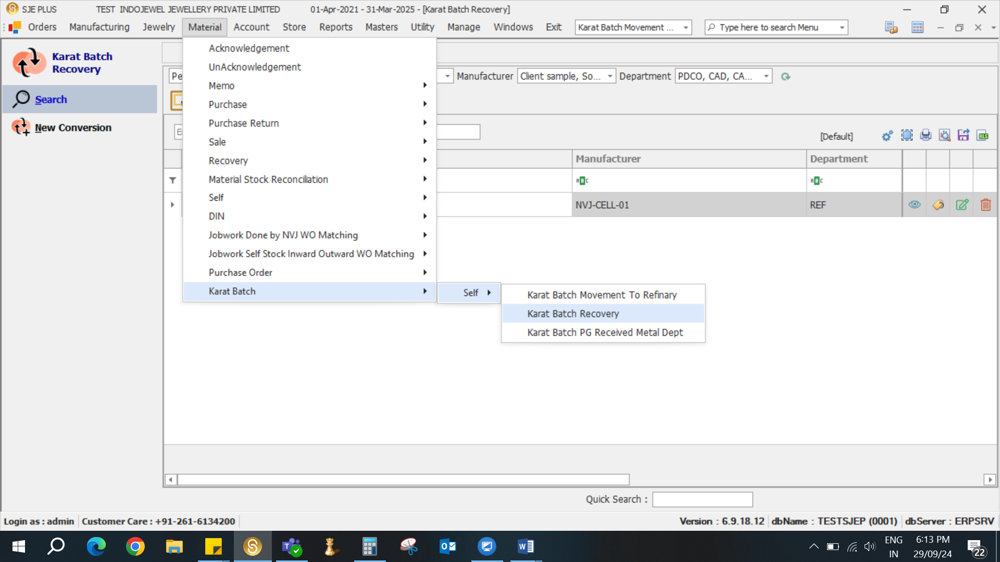 SJE PLUS TEST INDOJEWEL JEWELLERY PRIVATE LIMITED 01-Apr-2021 - 31-Mar-2025 - [Karat Batch Recovery]
Orders Manufacturing Jewelry Material Account Store Reports Masters Utility Manage Windows Exit Karat Batch Movement ... Type here to search Menu
Karat Batch
Recovery
Search
New Conversion
Acknowledgement
UnAcknowledgement
Memo
Purchase
Purchase Return
Sale
Recovery
Material Stock Reconciliation
Self
DIN
Jobwork Done by NVJ WO Matching
Jobwork Self Stock Inward Outward WO Matching
Purchase Order
Karat Batch
Self
Karat Batch Movement To Refinary
Karat Batch Recovery
Karat Batch PG Received Metal Dept
Pe
Manufacturer Client sample, So... Department PDCO, CAD, CA...
[Default]
XLS
Manufacturer Department
ABC ABC
NVJ-CELL-01 REF
Quick Search :
Login as : admin Customer Care : +91-261-6134200 Version : 6.9.18.12 dbName : TESTSJEP (0001) dbServer : ERPSRV
ENG
IN
6:13 PM
29/09/24
22